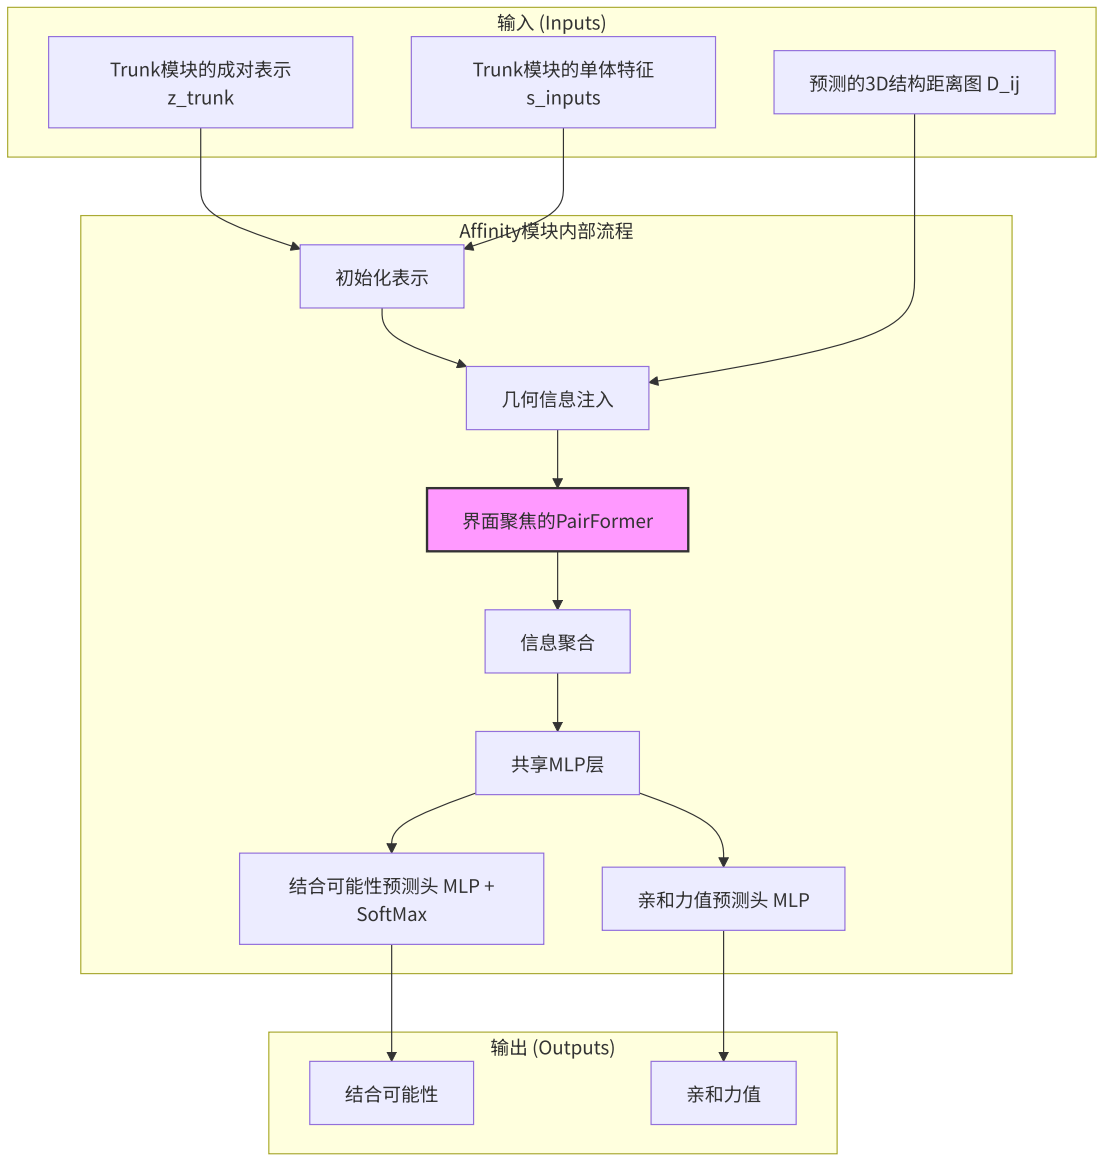 输入 (Inputs)
Trunk模块的成对表示
z_trunk
Trunk模块的单体特征
s_inputs
预测的3D结构距离图 D_ij
Affinity模块内部流程
初始化表示
几何信息注入
界面聚焦的PairFormer
信息聚合
共享MLP层
结合可能性预测头 MLP +
SoftMax
亲和力值预测头 MLP
输出 (Outputs)
结合可能性
亲和力值